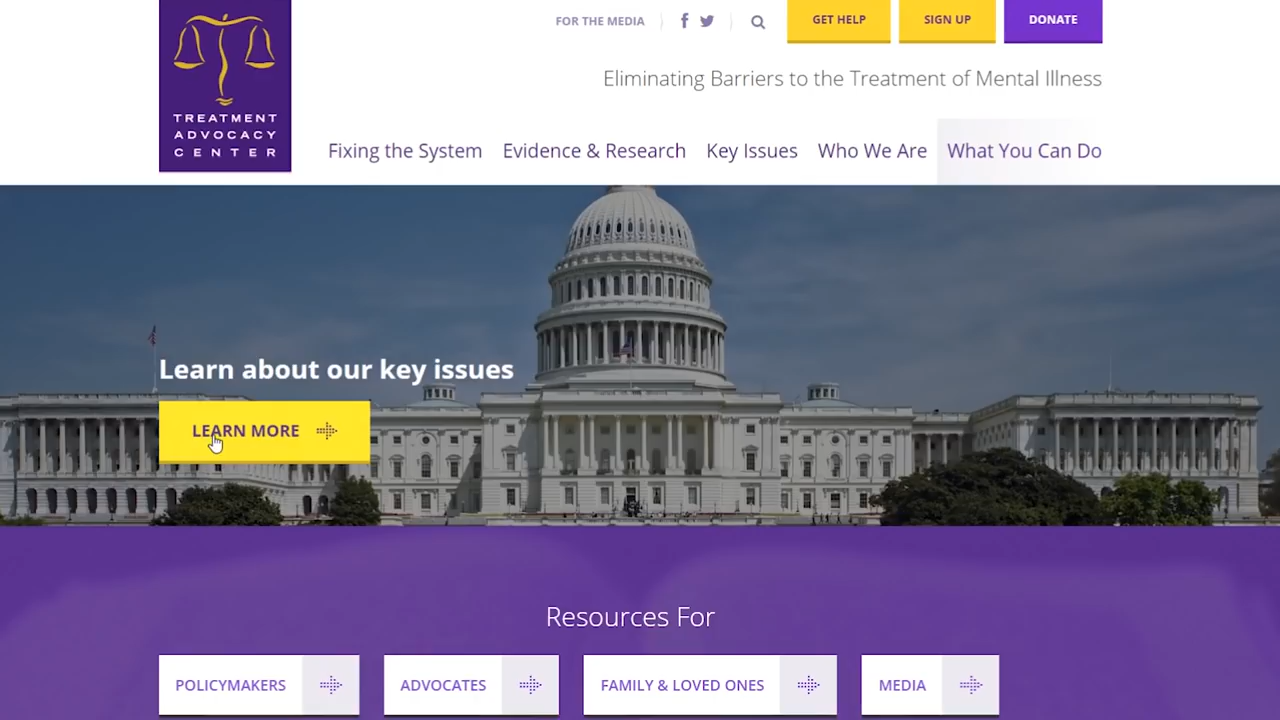 FOR THE MEDIA
GET HELP
SIGN UP
DONATE
TREATMENT
ADVOCACY
CENTER
Eliminating Barriers to the Treatment of Mental Illness
Fixing the System
Evidence & Research
Key Issues
Who We Are
What You Can Do
Learn about our key issues
LEARN MORE
Resources For
POLICYMAKERS
ADVOCATES
FAMILY & LOVED ONES
MEDIA